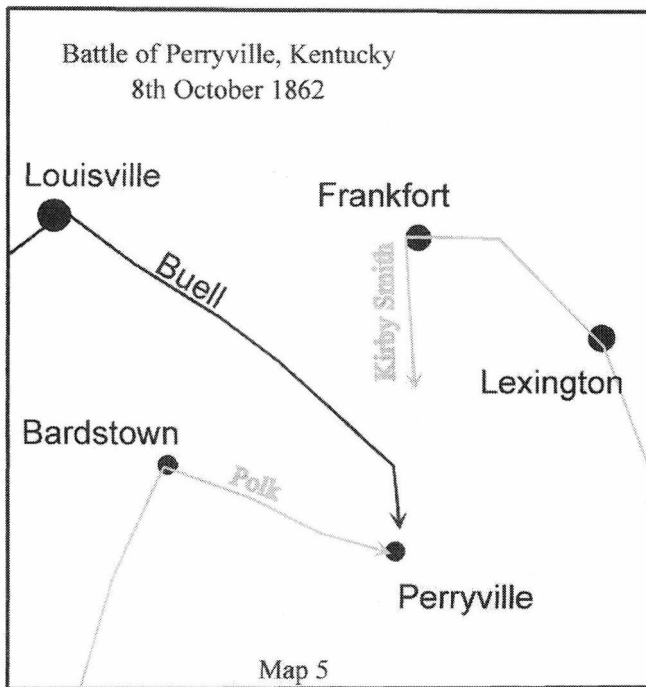 Battle of Perryville, Kentucky
8th October 1862
Louisville
Frankfort
Buell
Kirby Smith
Lexington
Bardstown
Polk
Perryville
Map 5